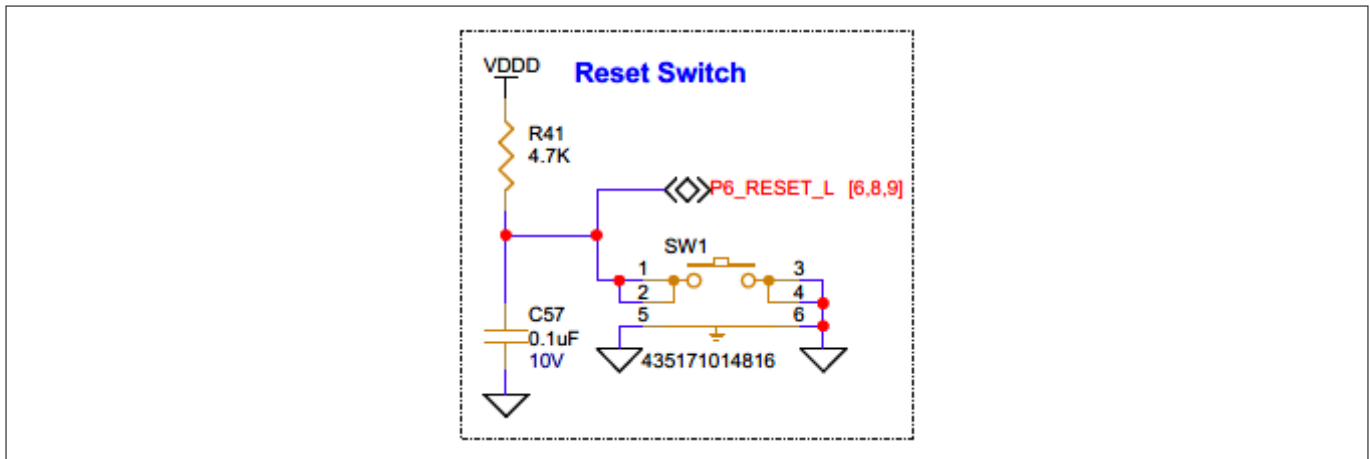 VDDD
Reset Switch
R41
4.7K
P6_RESET_L [6,8,9]
SW1
1
3
2
4
5
6
C57
0.1uF
10V
435171014816